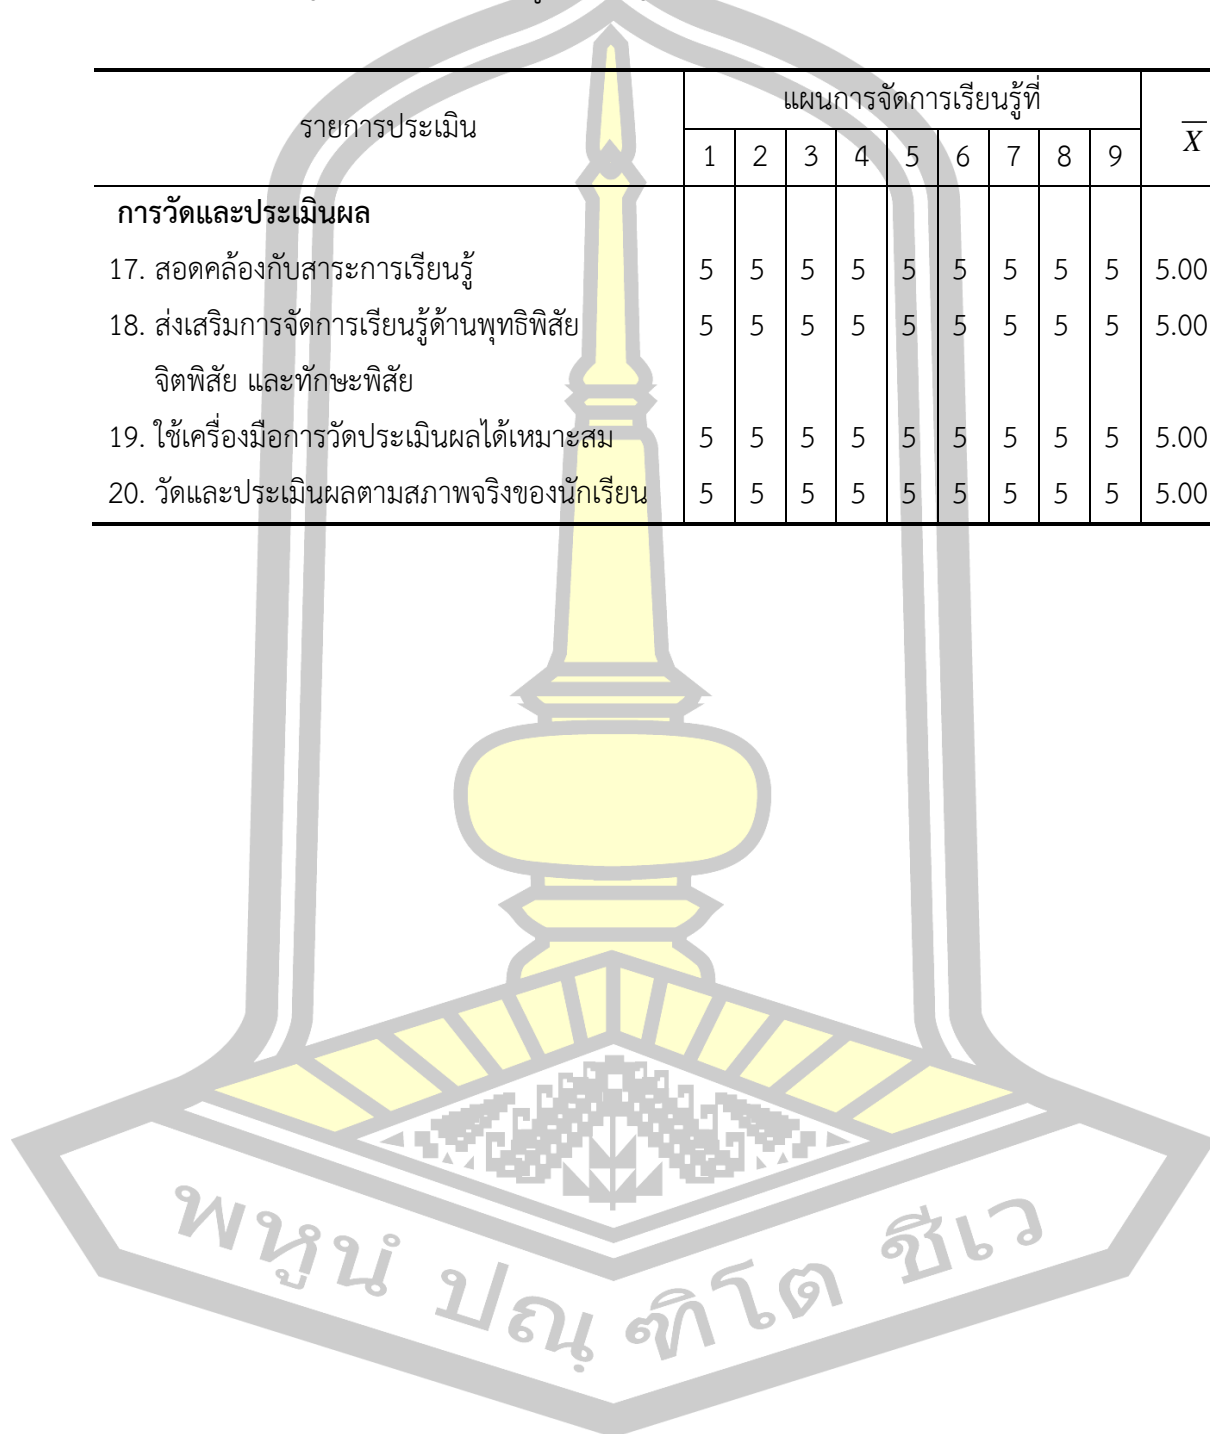 รายการประเมิน แผนการจัดการเรียนรู้ที่ X
1 2 3 4 5 6 7 8 9
การวัดและประเมินผล
17. สอดคล้องกับสาระการเรียนรู้ 5 5 5 5 5 5 5 5 5 5.00
18. ส่งเสริมการจัดการเรียนรู้ด้านพุทธิพิสัย 5 5 5 5 5 5 5 5 5 5.00
จิตพิสัย และทักษะพิสัย
19. ใช้เครื่องมือการวัดประเมินผลได้เหมาะสม 5 5 5 5 5 5 5 5 5 5.00
20. วัดและประเมินผลตามสภาพจริงของนักเรียน 5 5 5 5 5 5 5 5 5 5.00
พหูนํ ปณฺฑิโต ชีเว